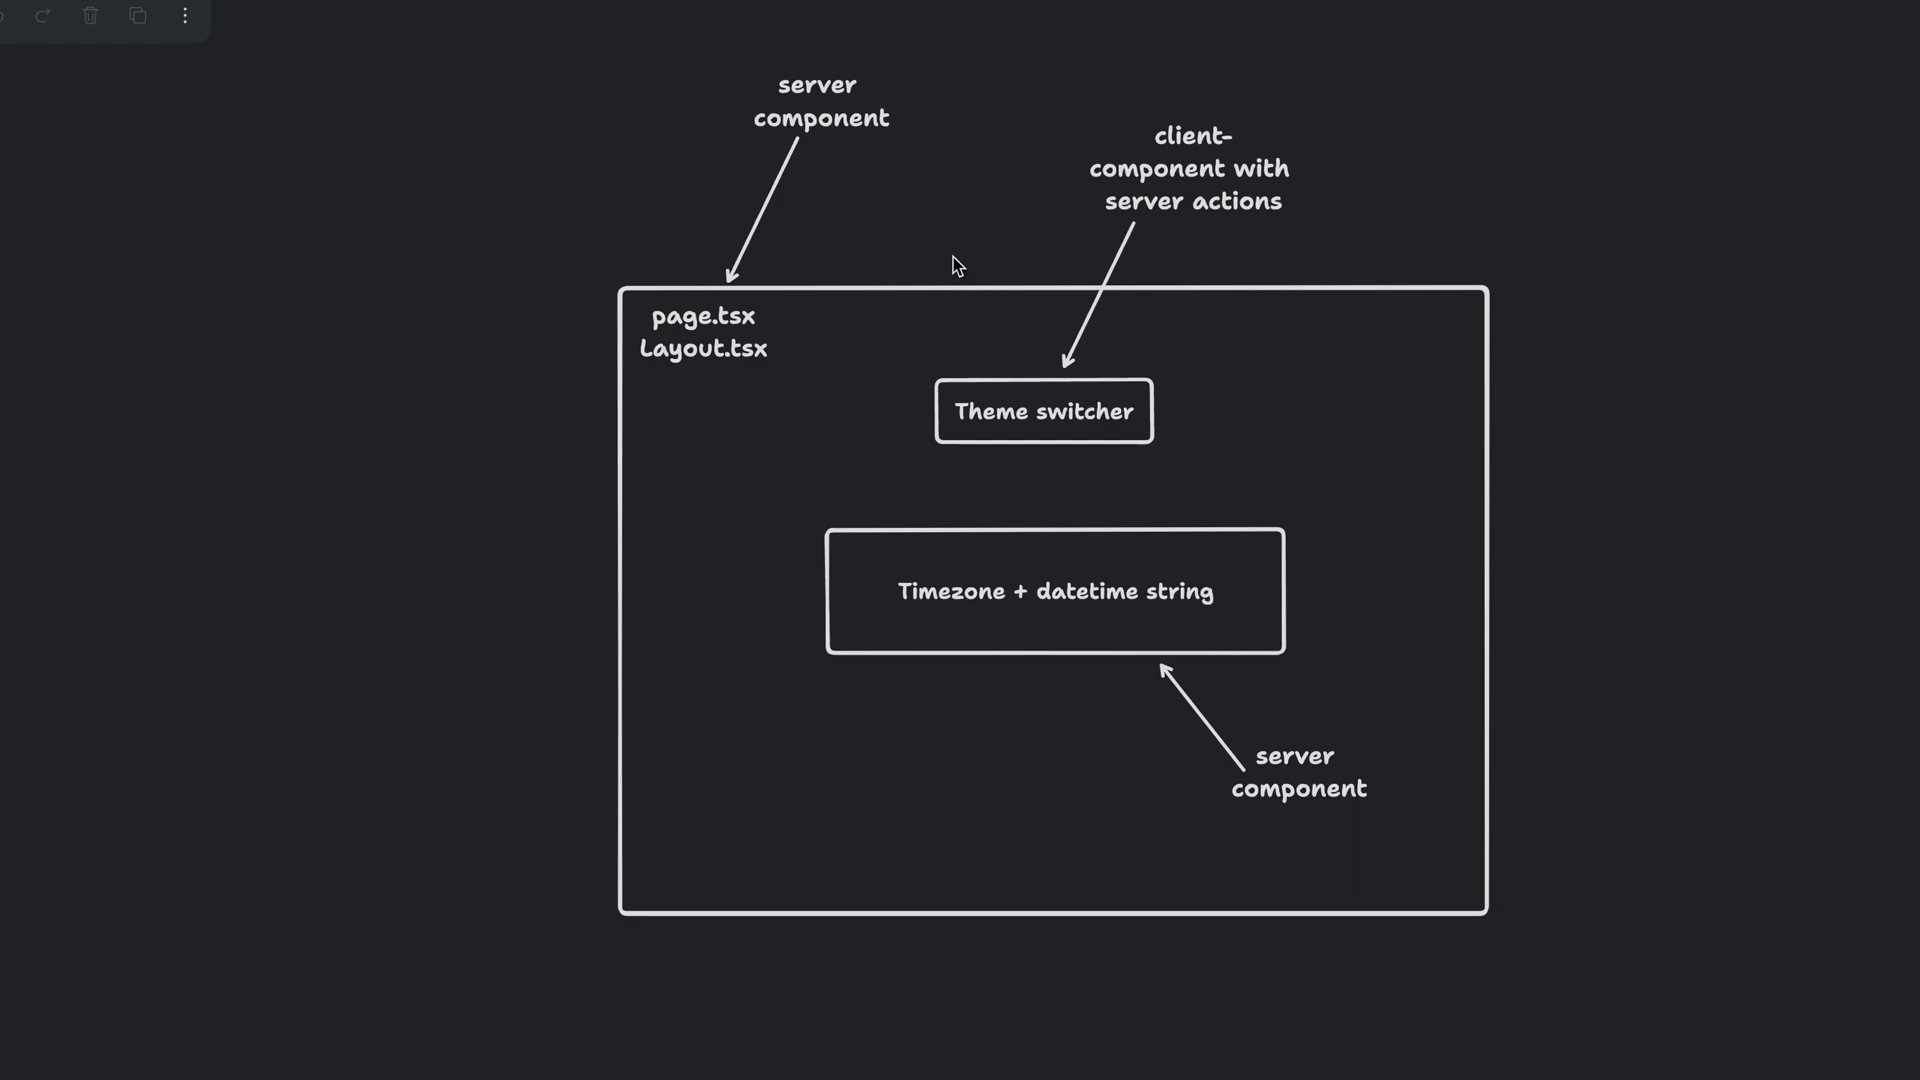 server
component
client-
component with
server actions
page.tsx
Layout.tsx
Theme switcher
Timezone + datetime string
server
component